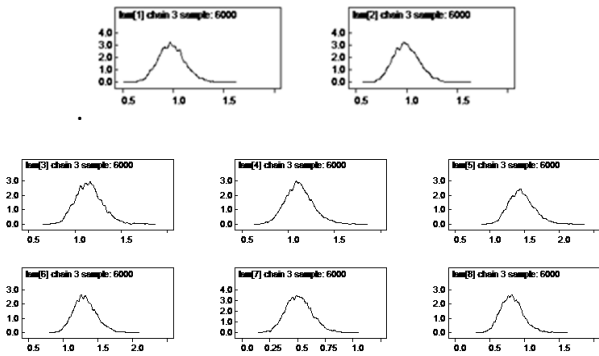 lam[1] chain 3 sample: 6000
4.0
3.0
2.0
1.0
0.0
0.5 1.0 1.5
lam[2] chain 3 sample: 6000
4.0
3.0
2.0
1.0
0.0
0.5 1.0 1.5
lam[3] chain 3 sample: 6000
3.0
2.0
1.0
0.0
0.5 1.0 1.5
lam[4] chain 3 sample: 6000
3.0
2.0
1.0
0.0
0.5 1.0 1.5
lam[5] chain 3 sample: 6000
3.0
2.0
1.0
0.0
0.5 1.0 1.5 2.0
lam[6] chain 3 sample: 6000
3.0
2.0
1.0
0.0
0.5 1.0 1.5 2.0
lam[7] chain 3 sample: 6000
4.0
3.0
2.0
1.0
0.0
0.0 0.25 0.5 0.75 1.0
lam[8] chain 3 sample: 6000
3.0
2.0
1.0
0.0
0.0 0.5 1.0 1.5